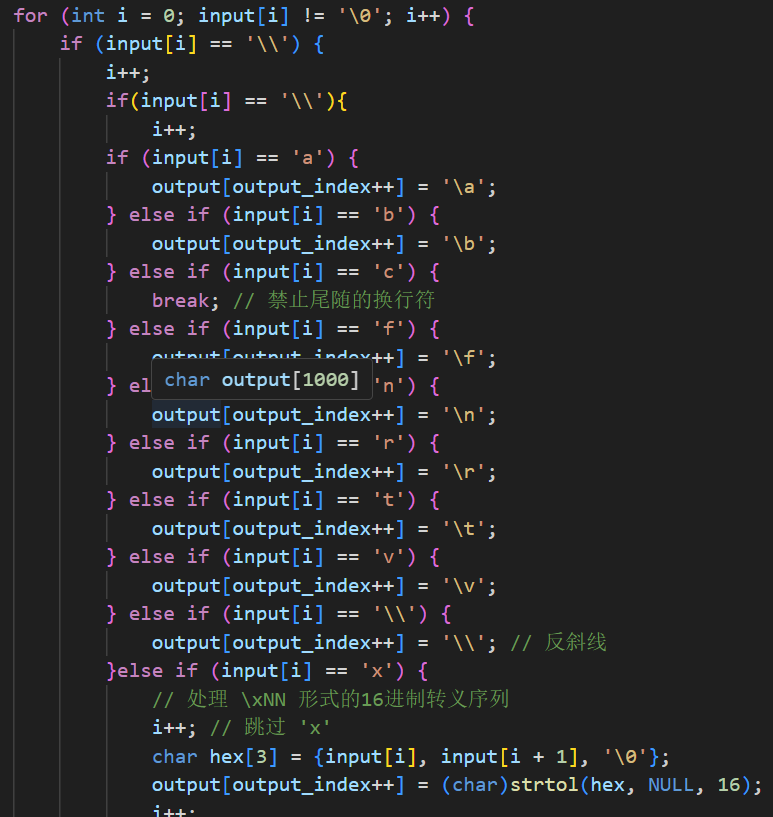 for (int i = 0; input[i] != '\0'; i++) {
if (input[i] == '\\') {
i++;
if(input[i] == '\\'){
i++;
if (input[i] == 'a') {
output[output_index++] = '\a';
} else if (input[i] == 'b') {
output[output_index++] = '\b';
} else if (input[i] == 'c') {
break; // 禁止尾随的换行符
} else if (input[i] == 'f') {
output[output_index++] = '\f';
} el char output[1000] 'n') {
output[output_index++] = '\n';
} else if (input[i] == 'r') {
output[output_index++] = '\r';
} else if (input[i] == 't') {
output[output_index++] = '\t';
} else if (input[i] == 'v') {
output[output_index++] = '\v';
} else if (input[i] == '\\') {
output[output_index++] = '\\'; // 反斜线
}else if (input[i] == 'x') {
// 处理 \xNN 形式的16进制转义序列
i++; // 跳过 'x'
char hex[3] = {input[i], input[i + 1], '\0'};
output[output_index++] = (char)strtol(hex, NULL, 16);
i++;